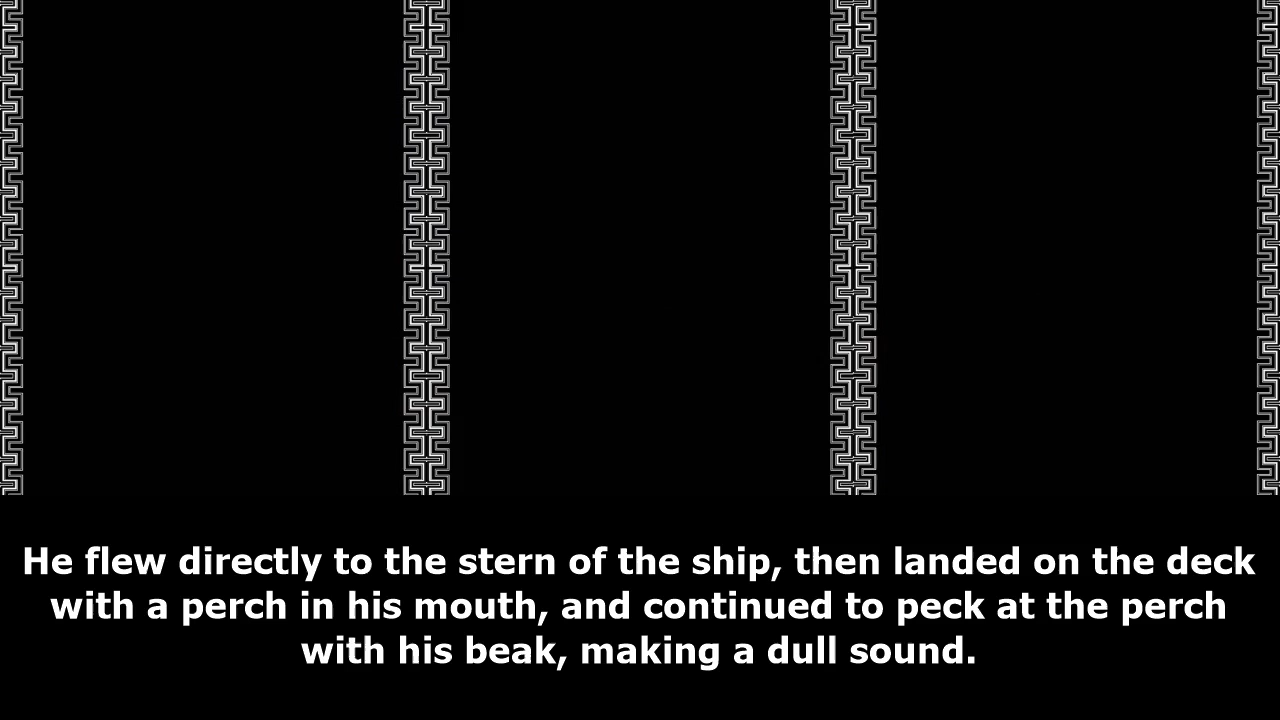 He flew directly to the stern of the ship, then landed on the deck
with a perch in his mouth, and continued to peck at the perch
with his beak, making a dull sound.